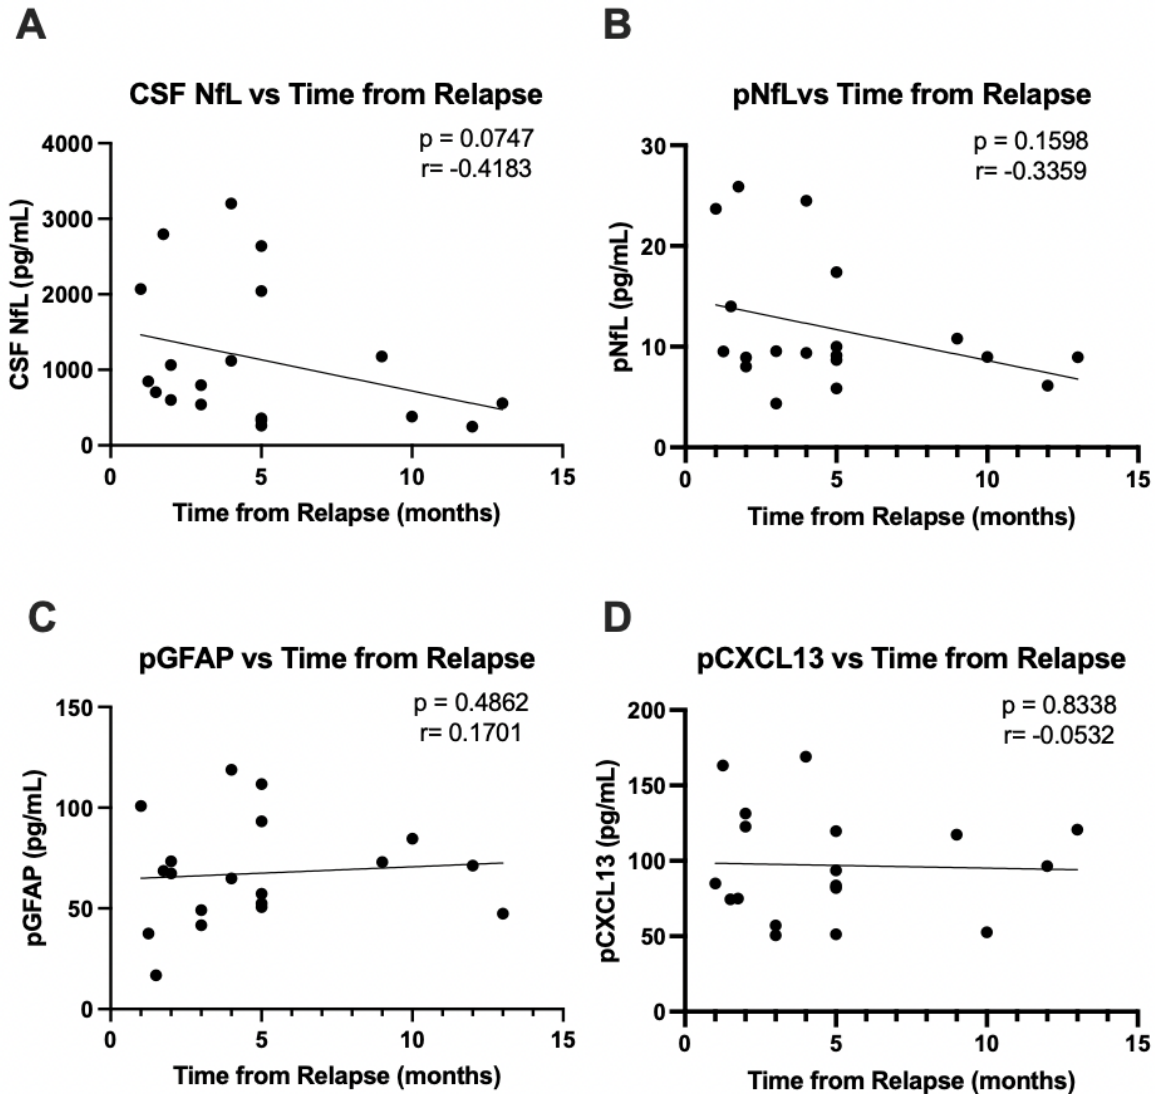 A
CSF NfL vs Time from Relapse
p = 0.0747
r= -0.4183
4000
3000
2000
1000
0
CSF NfL (pg/mL)
0 5 10 15
Time from Relapse (months)
B
pNfLvs Time from Relapse
p = 0.1598
r= -0.3359
30
20
10
0
pNfL (pg/mL)
0 5 10 15
Time from Relapse (months)
C
pGFAP vs Time from Relapse
p = 0.4862
r= 0.1701
150
100
50
0
pGFAP (pg/mL)
0 5 10 15
Time from Relapse (months)
D
pCXCL13 vs Time from Relapse
p = 0.8338
r= -0.0532
200
150
100
50
0
pCXCL13 (pg/mL)
0 5 10 15
Time from Relapse (months)